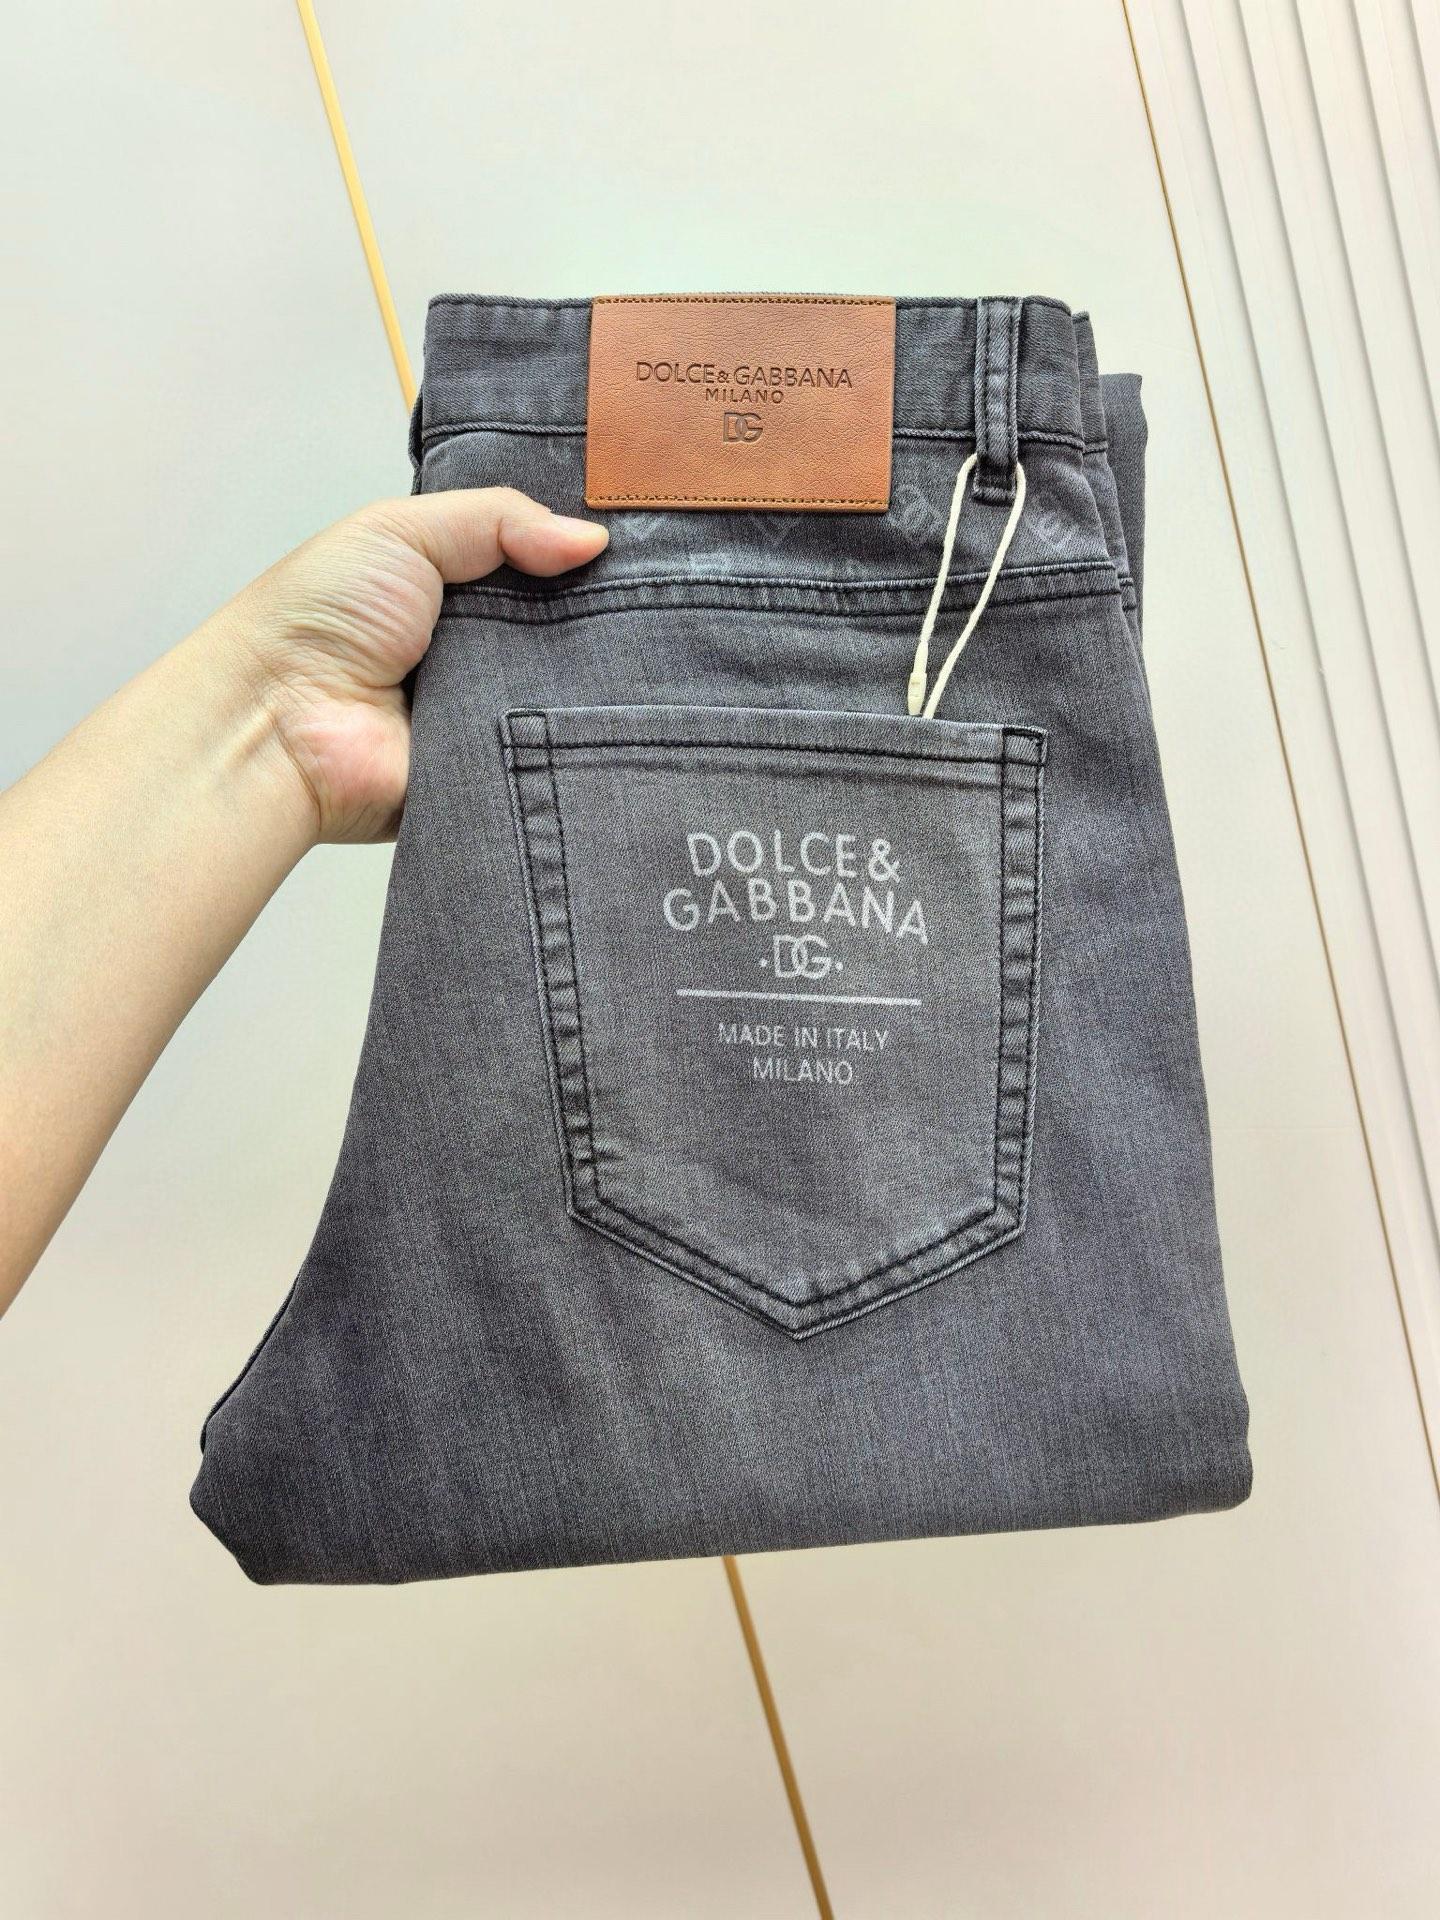 DOLCE&GABBANA
MILANO
DG
DOLCE&
GABBANA
·DG·
MADE IN ITALY
MILANO